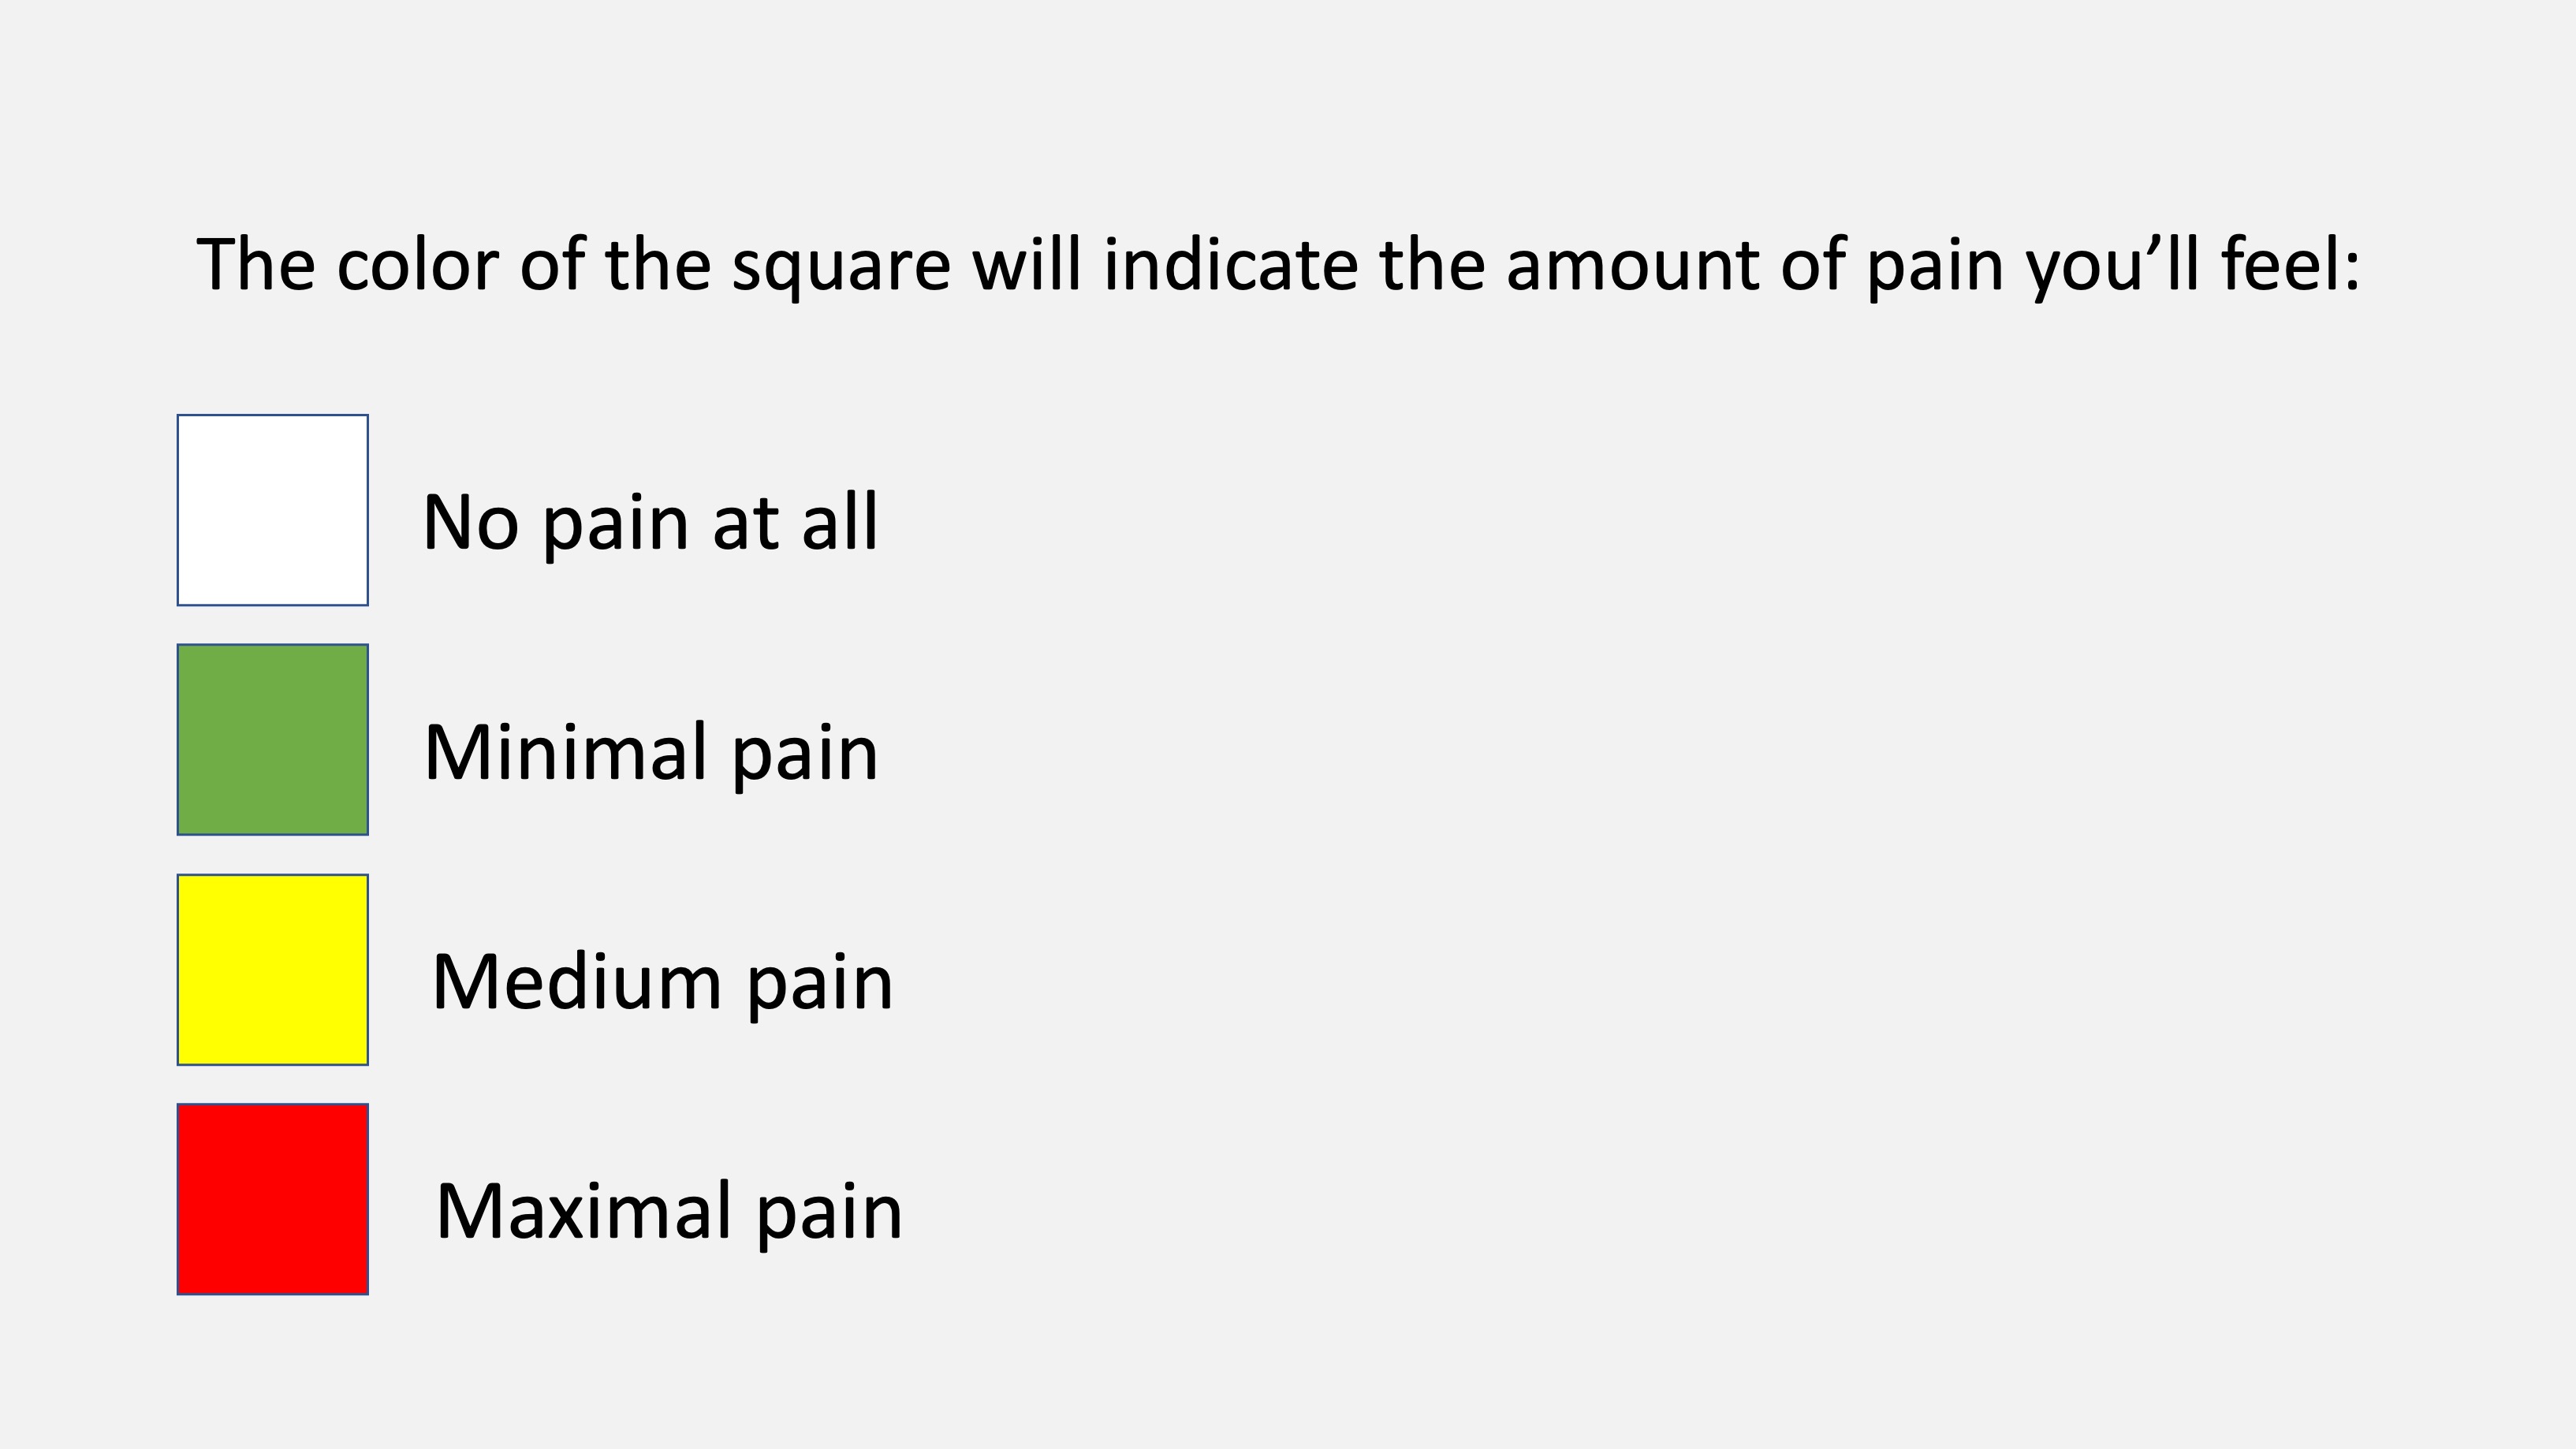 The color of the square will indicate the amount of pain you’ll feel:
No pain at all
Minimal pain
Medium pain
Maximal pain